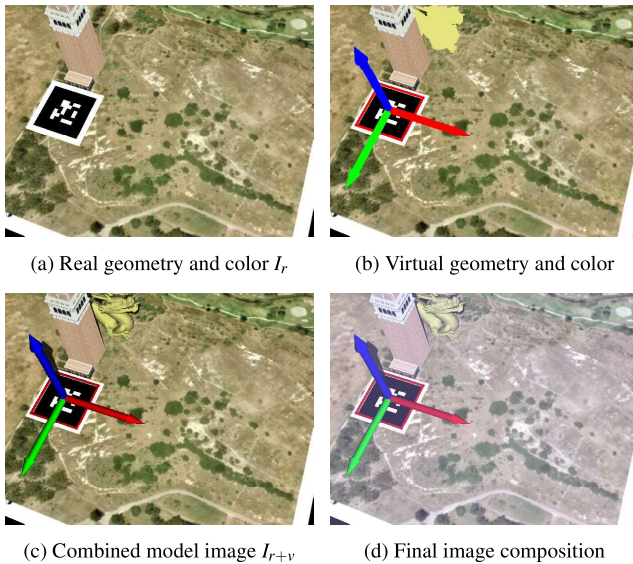 (a) Real geometry and color I_r
(b) Virtual geometry and color
(c) Combined model image I_{r+v}
(d) Final image composition